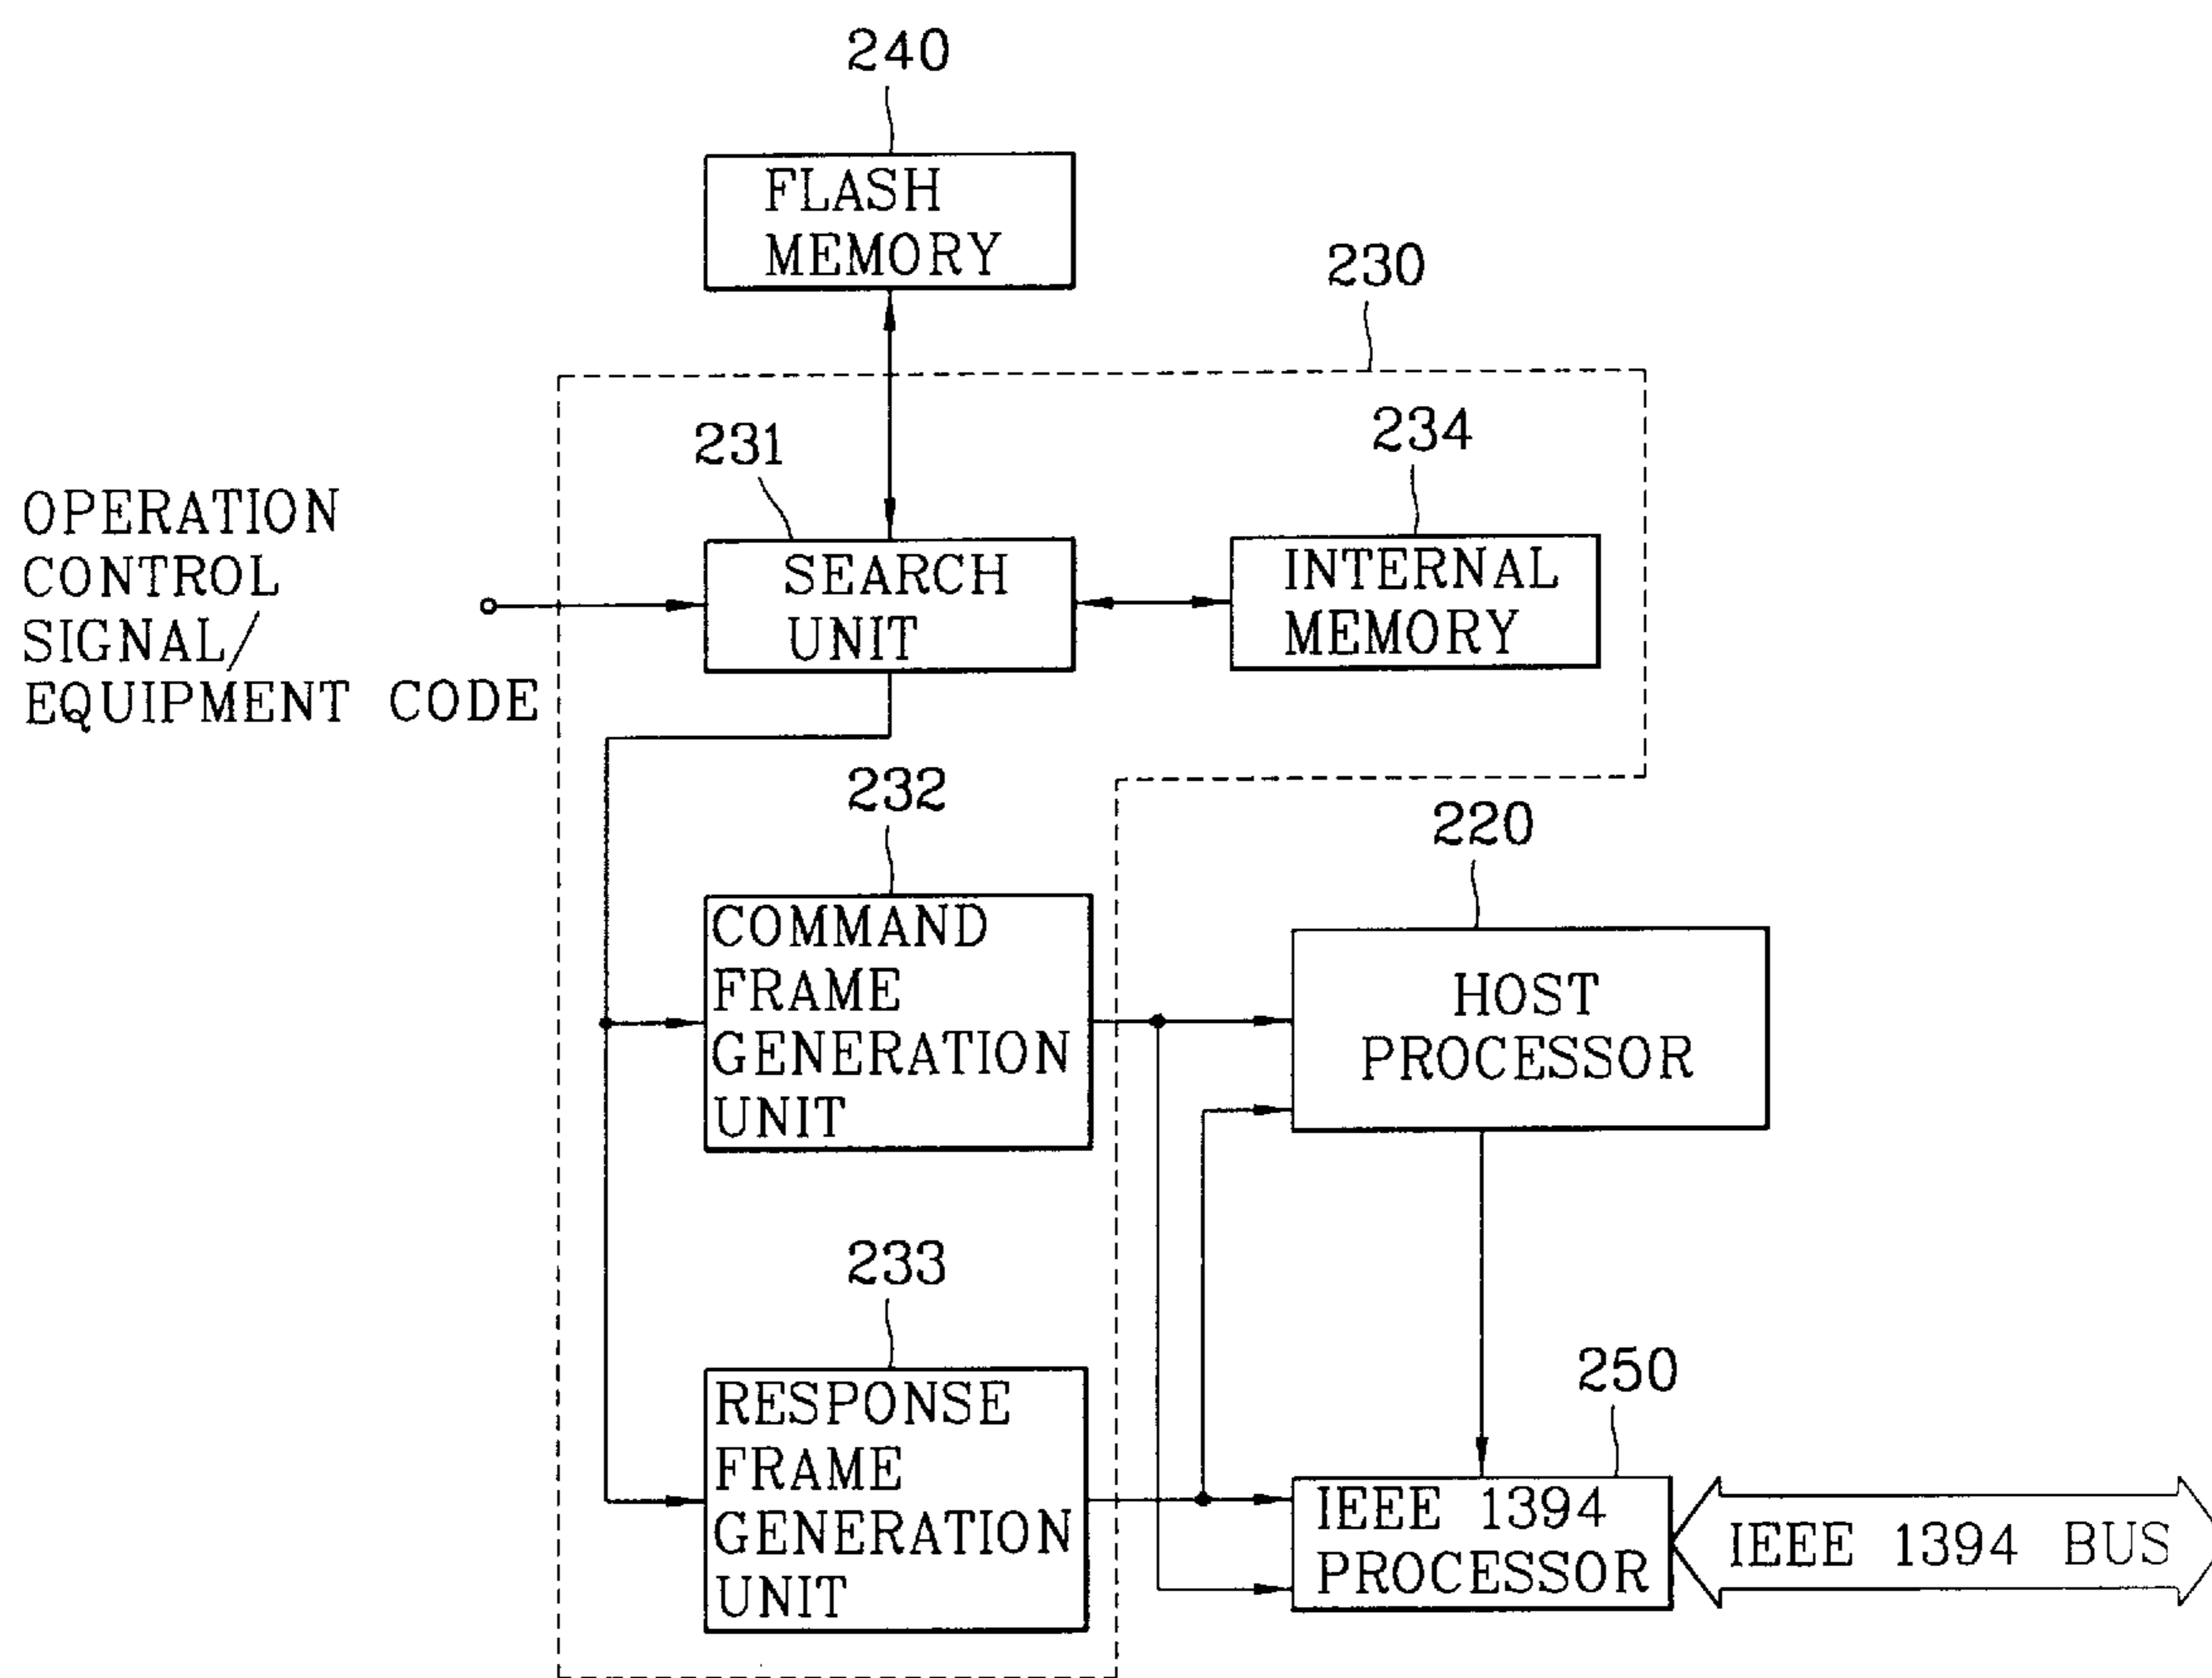 240
FLASH
MEMORY
230
231
234
OPERATION
CONTROL
SIGNAL/
EQUIPMENT CODE
SEARCH
UNIT
INTERNAL
MEMORY
232
220
COMMAND
FRAME
GENERATION
UNIT
HOST
PROCESSOR
233
250
RESPONSE
FRAME
GENERATION
UNIT
IEEE 1394
PROCESSOR
IEEE 1394 BUS